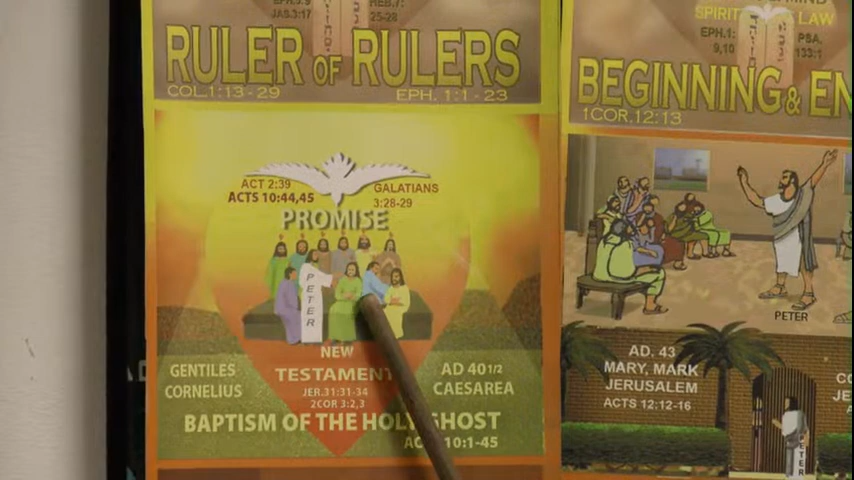 JAS.3:17
HEB.7:
25-28
RULER OF RULERS
COL.1:13-29
EPH. 1:1-23
ACT 2:39
ACTS 10:44,45
GALATIANS
3:28-29
PROMISE
PETER
NEW
TESTAMENT
JER.31:31-34
2COR 3:2,3
GENTILES
CORNELIUS
AD 40 1/2
CAESAREA
BAPTISM OF THE HOLY GHOST
10:1-45
SPIRIT
LAW
EPH.1:
9,10
PSA.
133:1
BEGINNING & EN
1COR.12:13
PETER
AD. 43
MARY, MARK
JERUSALEM
ACTS 12:12-16
PETER